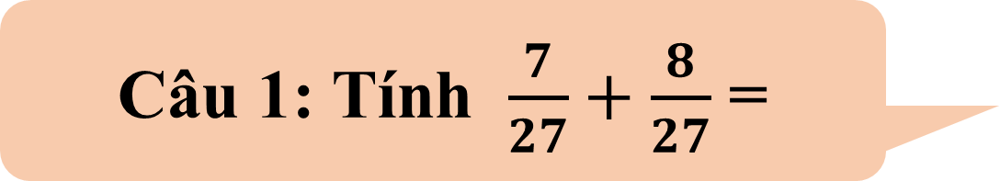 Câu 1: Tính 7/27 + 8/27 =